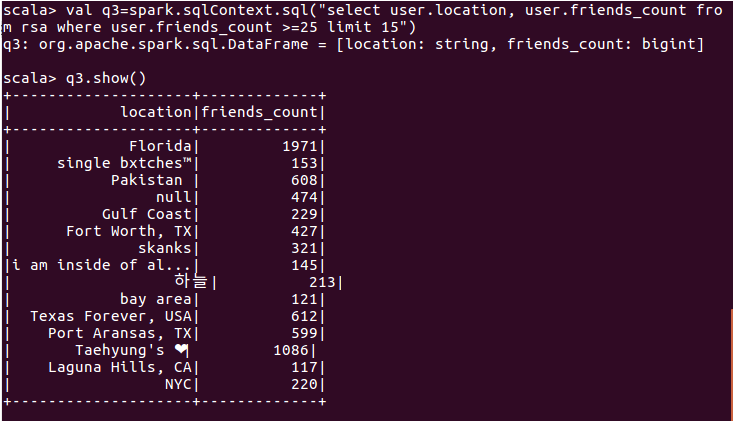 scala> val q3=spark.sqlContext.sql("select user.location, user.friends_count fro
m rsa where user.friends_count >=25 limit 15")
q3: org.apache.spark.sql.DataFrame = [location: string, friends_count: bigint]
scala> q3.show()
+--------------------+-------------+
|            location|friends_count|
+--------------------+-------------+
|             Florida|         1971|
|     single bxtches™|          153|
|           Pakistan |          608|
|                null|          474|
|          Gulf Coast|          229|
|      Fort Worth, TX|          427|
|              skanks|          321|
|i am inside of al...|          145|
|                  하늘|          213|
|            bay area|          121|
|  Texas Forever, USA|          612|
|    Port Aransas, TX|          599|
|       Taehyung's ❤|         1086|
|    Laguna Hills, CA|          117|
|                 NYC|          220|
+--------------------+-------------+